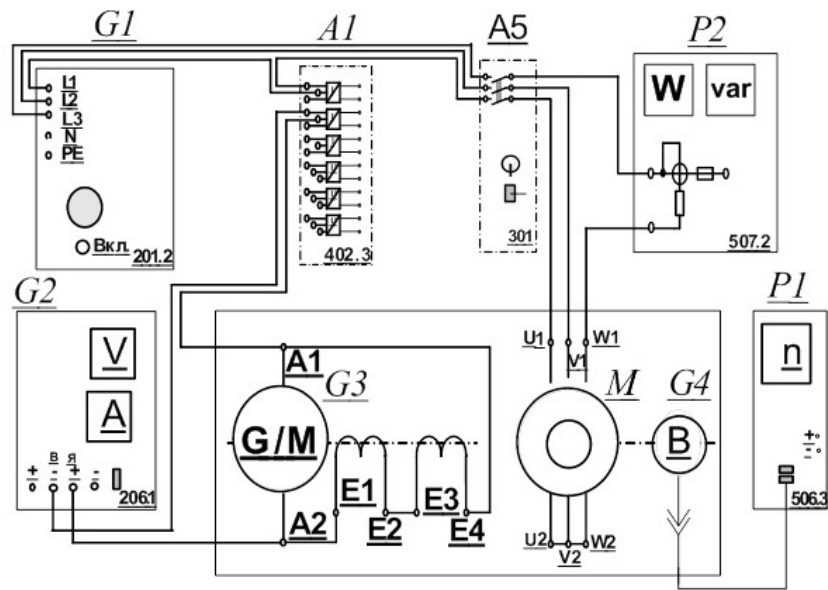 G1
A1
A5
P2
L1
L2
L3
N
PE
Вкл.
201.2
402.3
301
W
var
507.2
G2
V
A
В
Я
+
-
+
-
206.1
A1
G3
G/M
E1
E2
E3
E4
A2
U1
V1
W1
M
G4
B
U2
V2
W2
P1
n
+
-
506.3